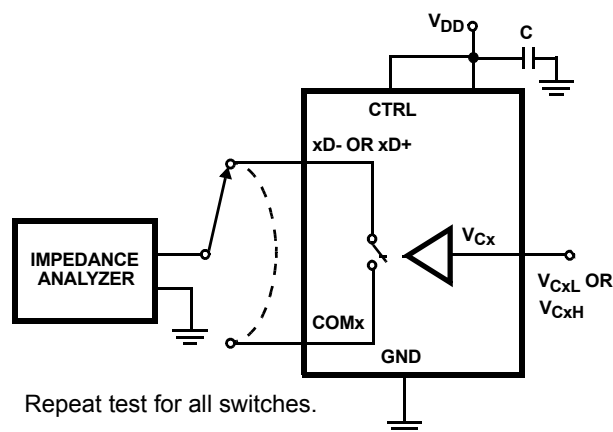 VDD
C
CTRL
xD- OR xD+
IMPEDANCE
ANALYZER
VCx
VCxL OR
VCxH
COMx
GND
Repeat test for all switches.